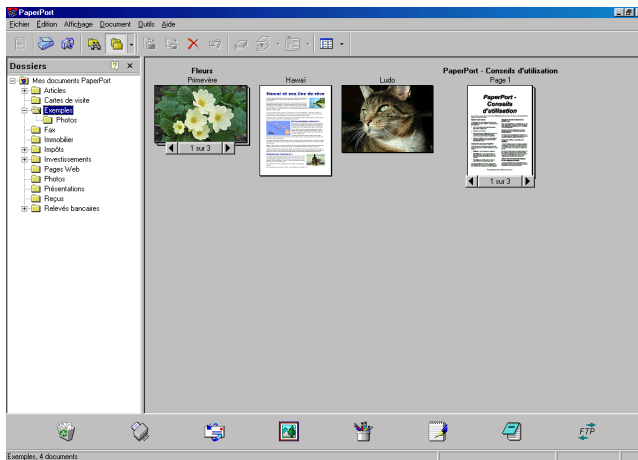 PaperPort
Fichier Édition Affichage Document Outils Aide
Dossiers
Mes documents PaperPort
Articles
Cartes de visite
Exemples
Photos
Fax
Immobilier
Impôts
Investissements
Pages Web
Photos
Présentations
Reçus
Relevés bancaires
Fleurs
Primevère
1 sur 3
Hawaï
Hawaï et ses îles de rêve
Ludo
PaperPort - Conseils d'utilisation
Page 1
PaperPort -
Conseils
d'utilisation
1 sur 3
FTP
Exemples, 4 documents